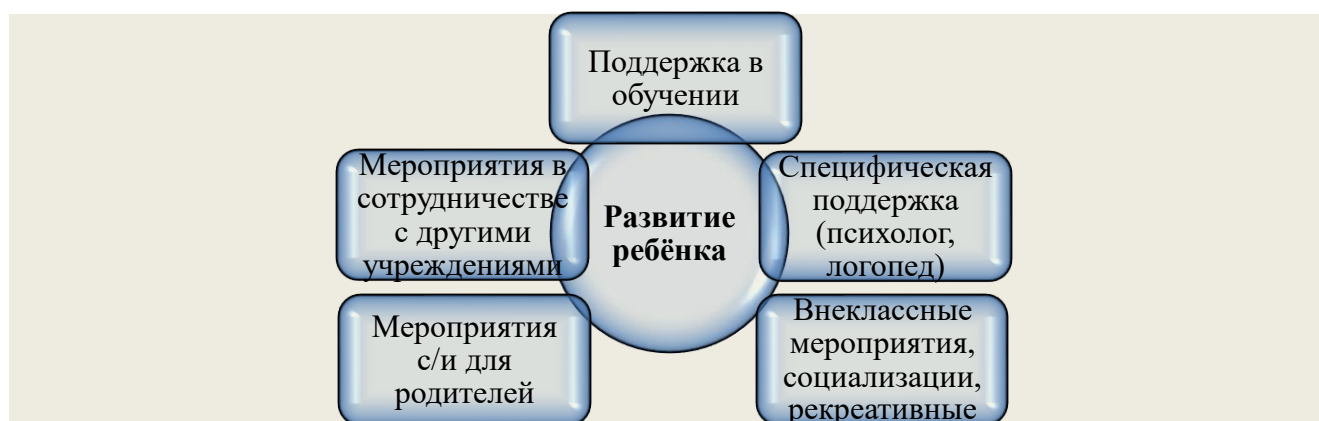 Поддержка в
обучении
Мероприятия в
сотрудничестве
с другими
учреждениями
Развитие
ребёнка
Специфическая
поддержка
(психолог,
логопед)
Мероприятия
с/и для
родителей
Внеклассные
мероприятия,
социализации,
рекреативные